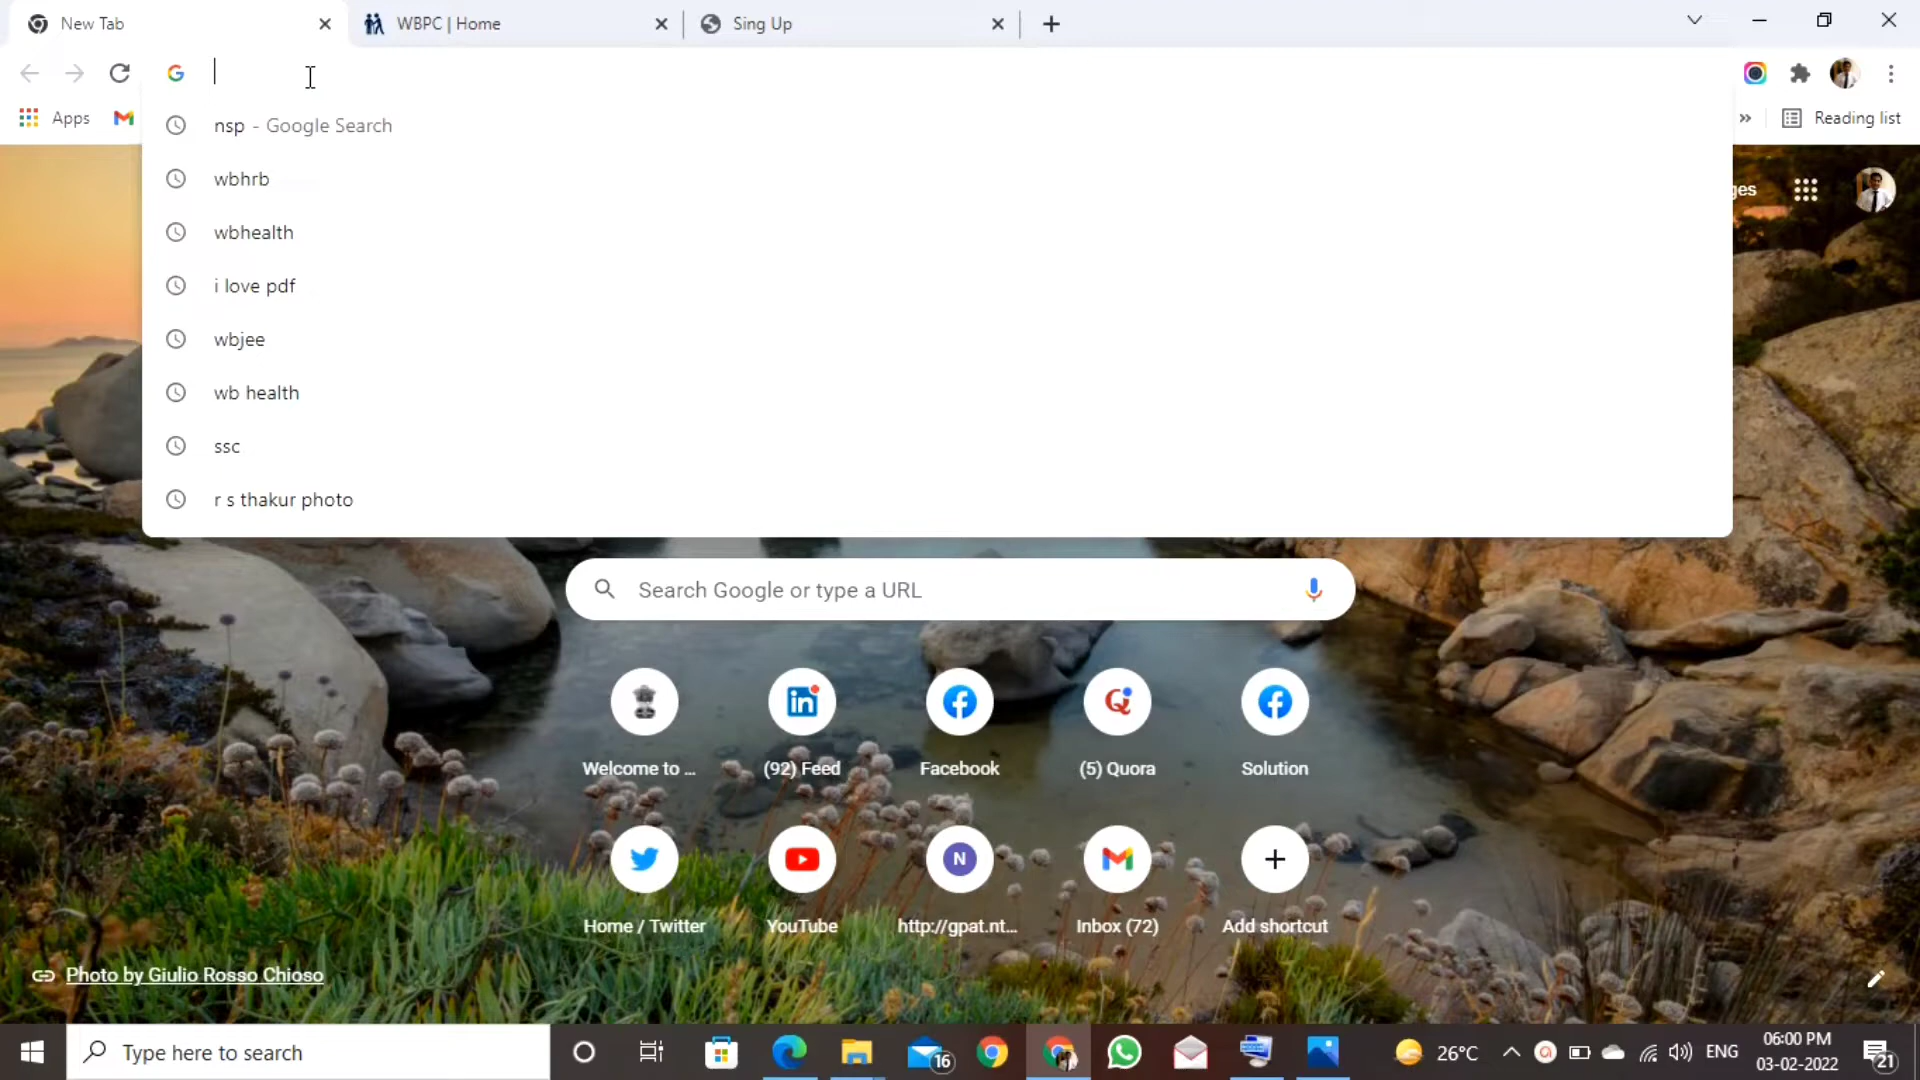 New Tab
WBPC | Home
Sing Up
Apps
Reading list
nsp - Google Search
wbhrb
wbhealth
i love pdf
wbjee
wb health
ssc
r s thakur photo
Search Google or type a URL
Welcome to ...
(92) Feed
Facebook
(5) Quora
Solution
N
Home / Twitter
YouTube
http://gpat.nt...
Inbox (72)
Add shortcut
Photo by Giulio Rosso Chioso
Type here to search
16
26°C
ENG
06:00 PM
03-02-2022
21